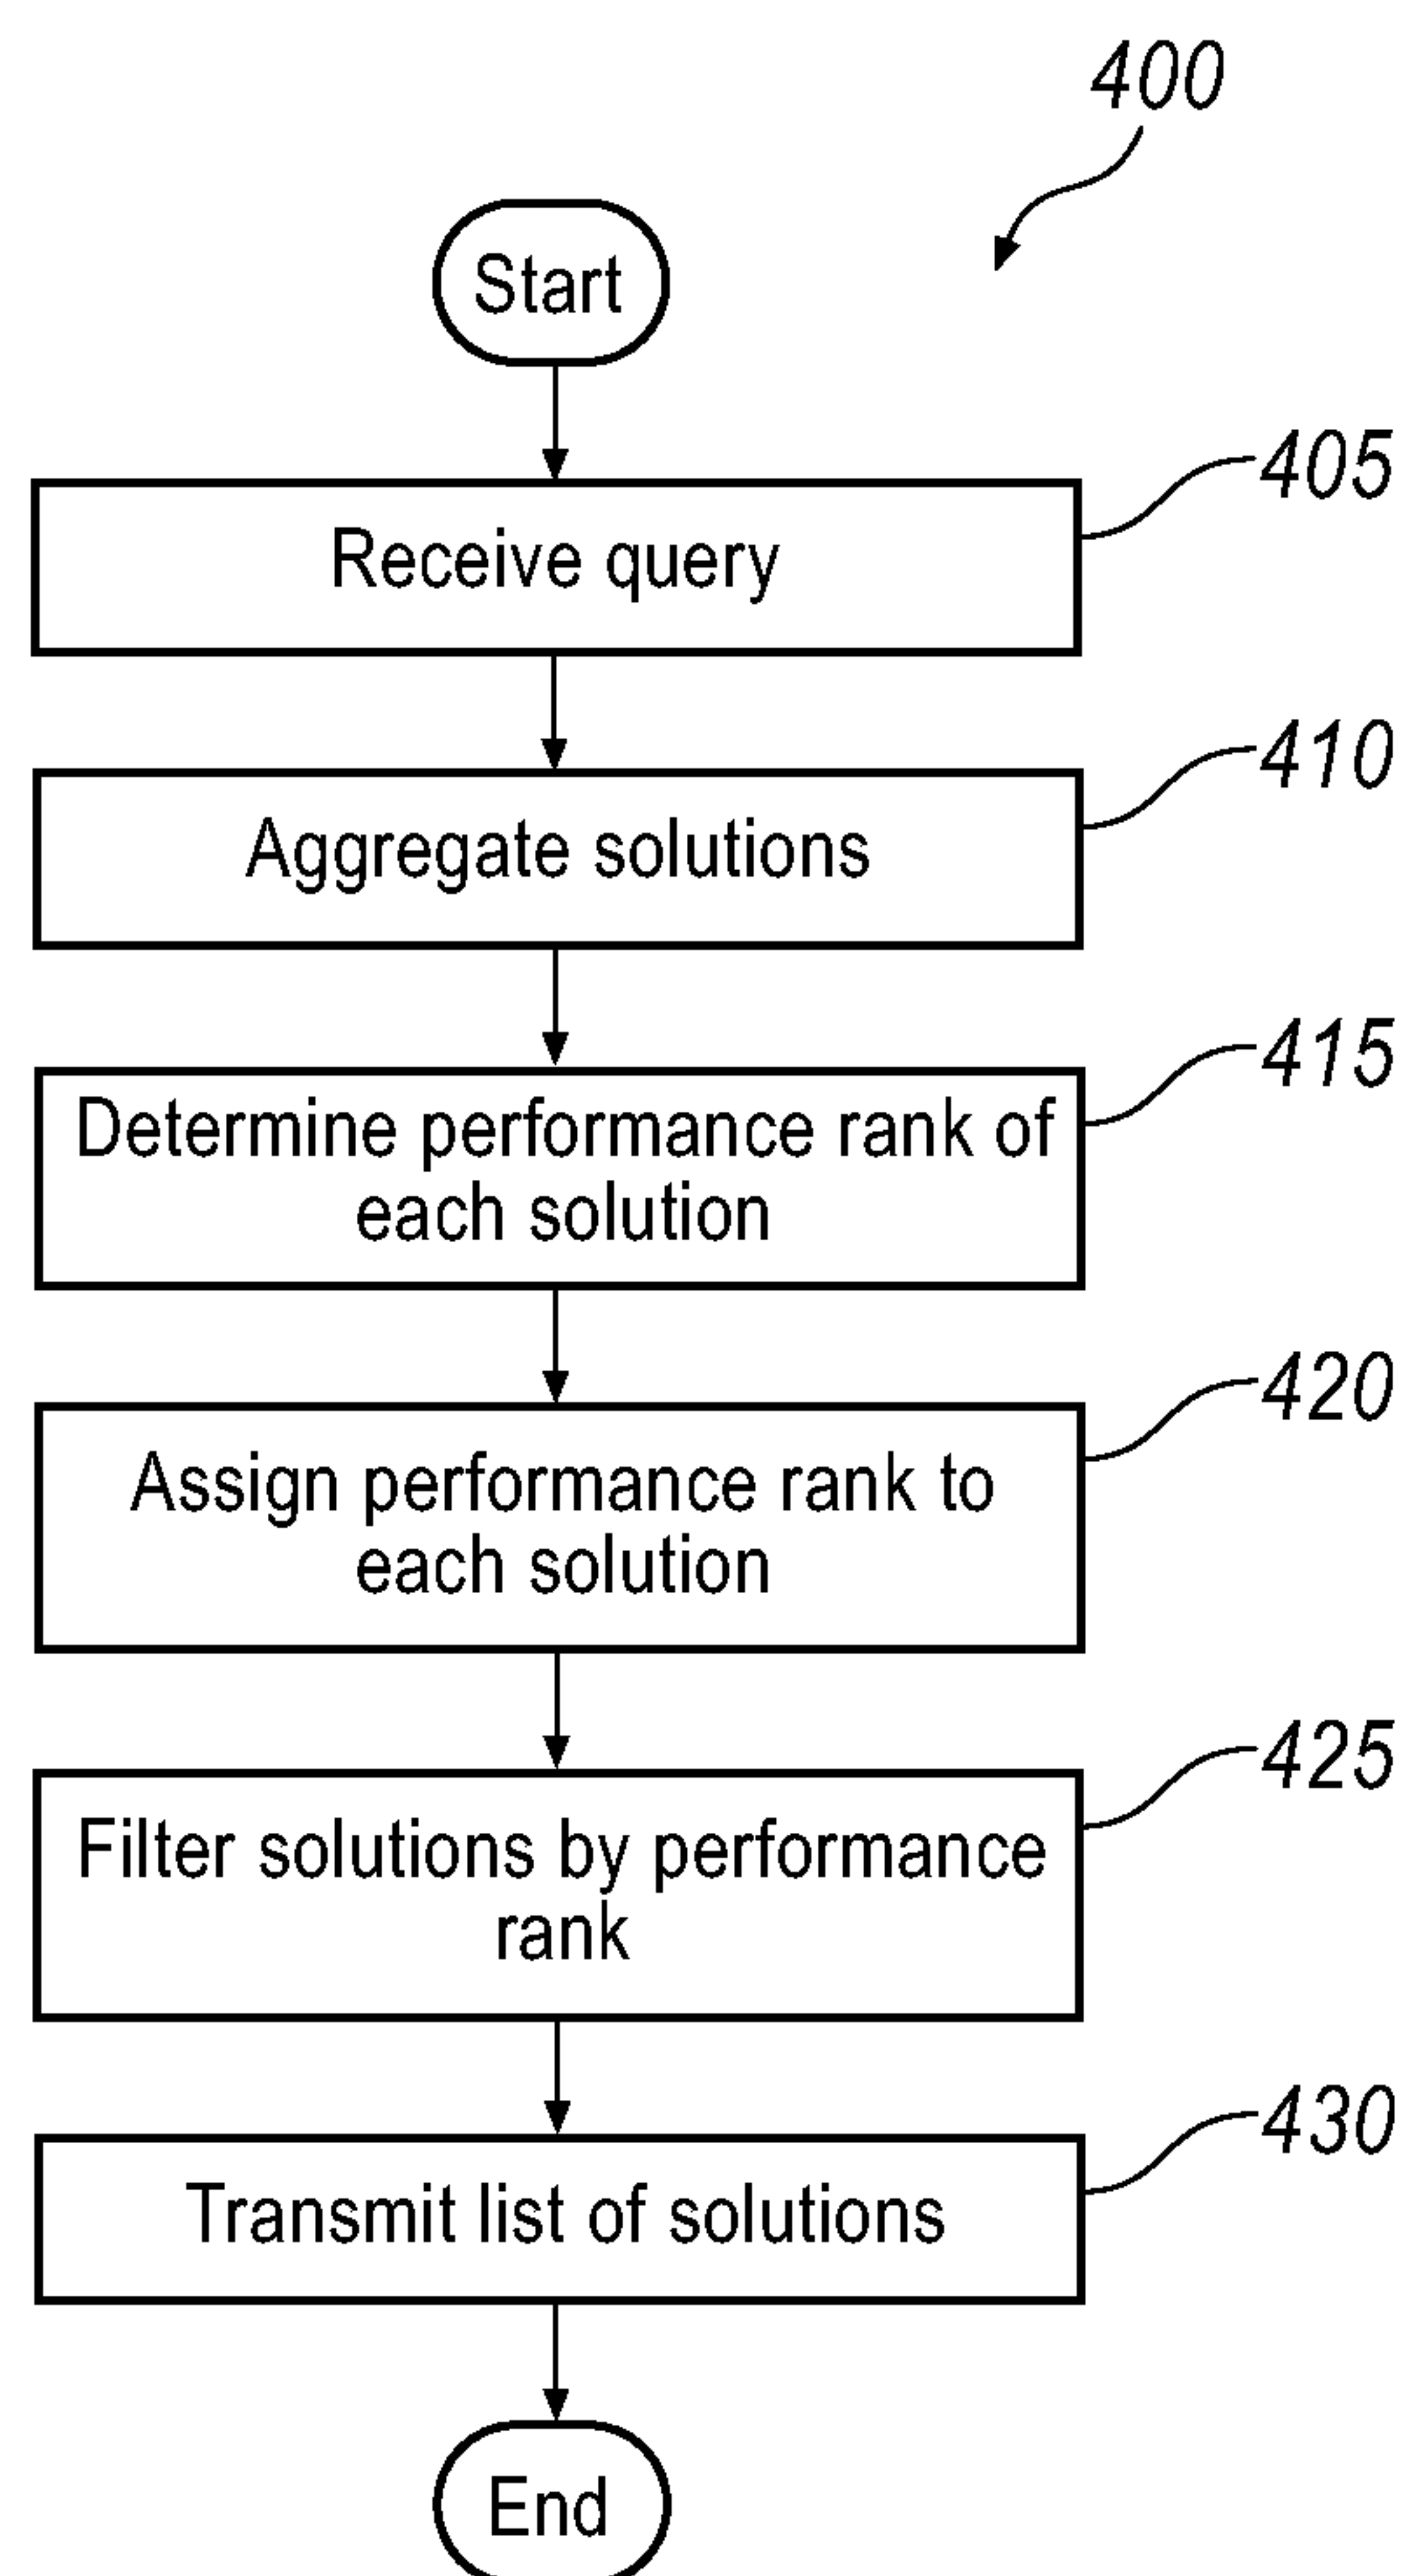 400
Start
405
Receive query
410
Aggregate solutions
415
Determine performance rank of
each solution
420
Assign performance rank to
each solution
425
Filter solutions by performance
rank
430
Transmit list of solutions
End